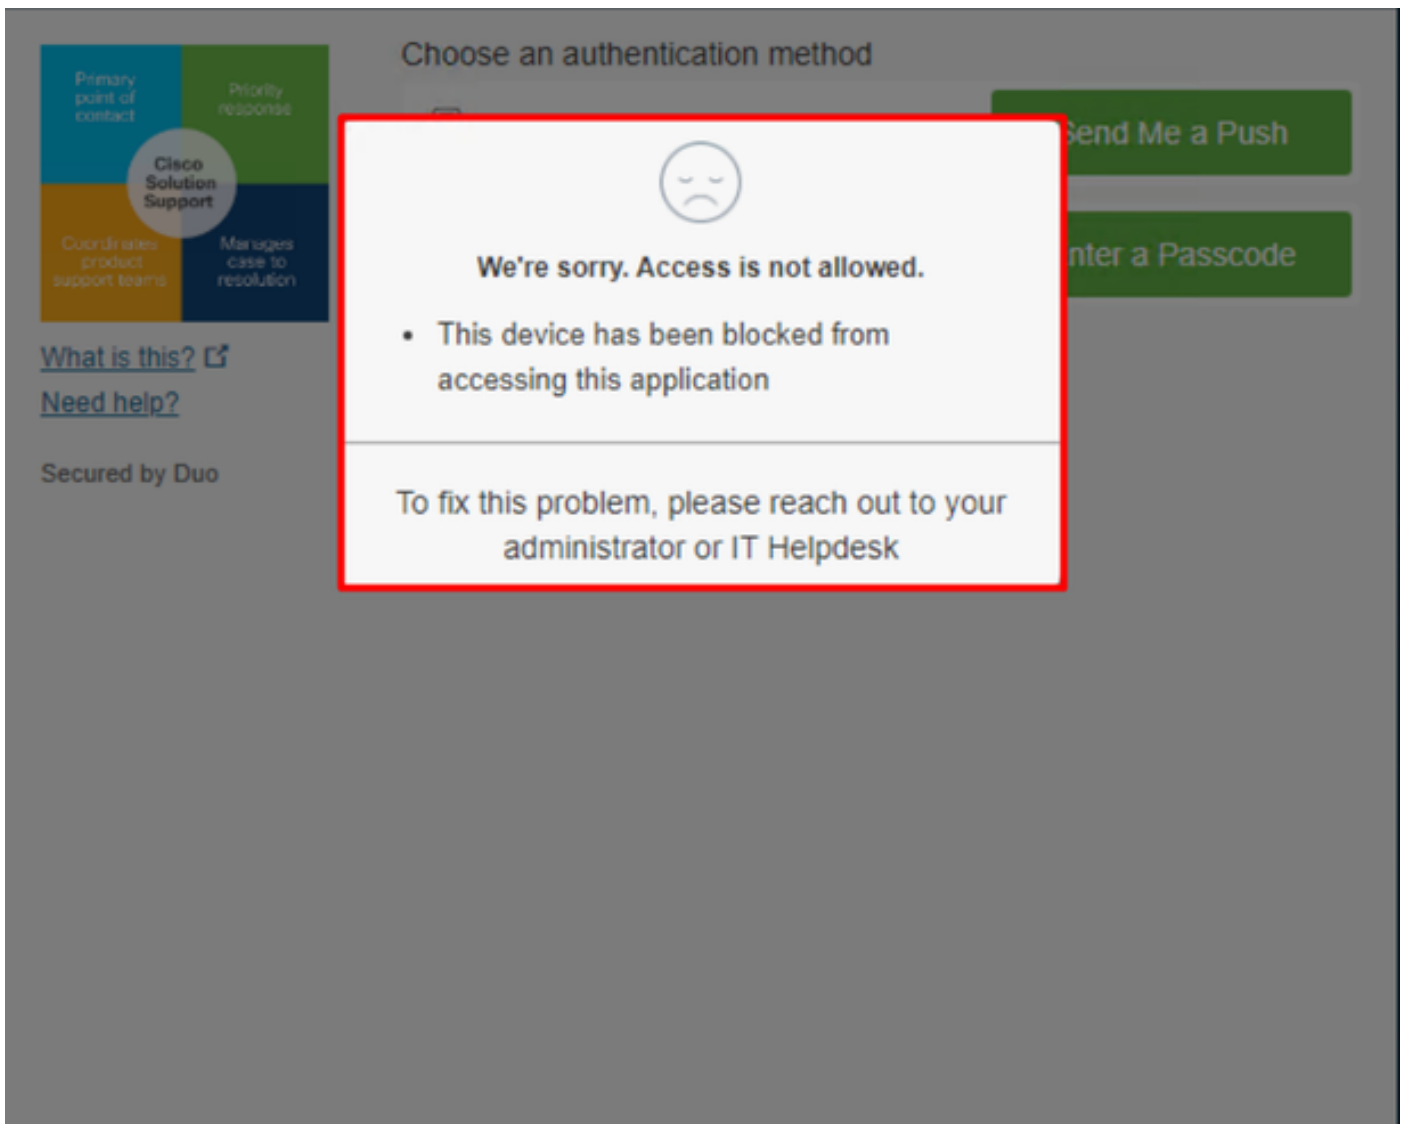 Choose an authentication method
Primary
point of
contact
Priority
response
Cisco
Solution
Support
Coordinates
product
support teams
Manages
case to
resolution
What is this?
Need help?
Secured by Duo
Send Me a Push
nter a Passcode
We're sorry. Access is not allowed.
• This device has been blocked from
accessing this application
To fix this problem, please reach out to your
administrator or IT Helpdesk